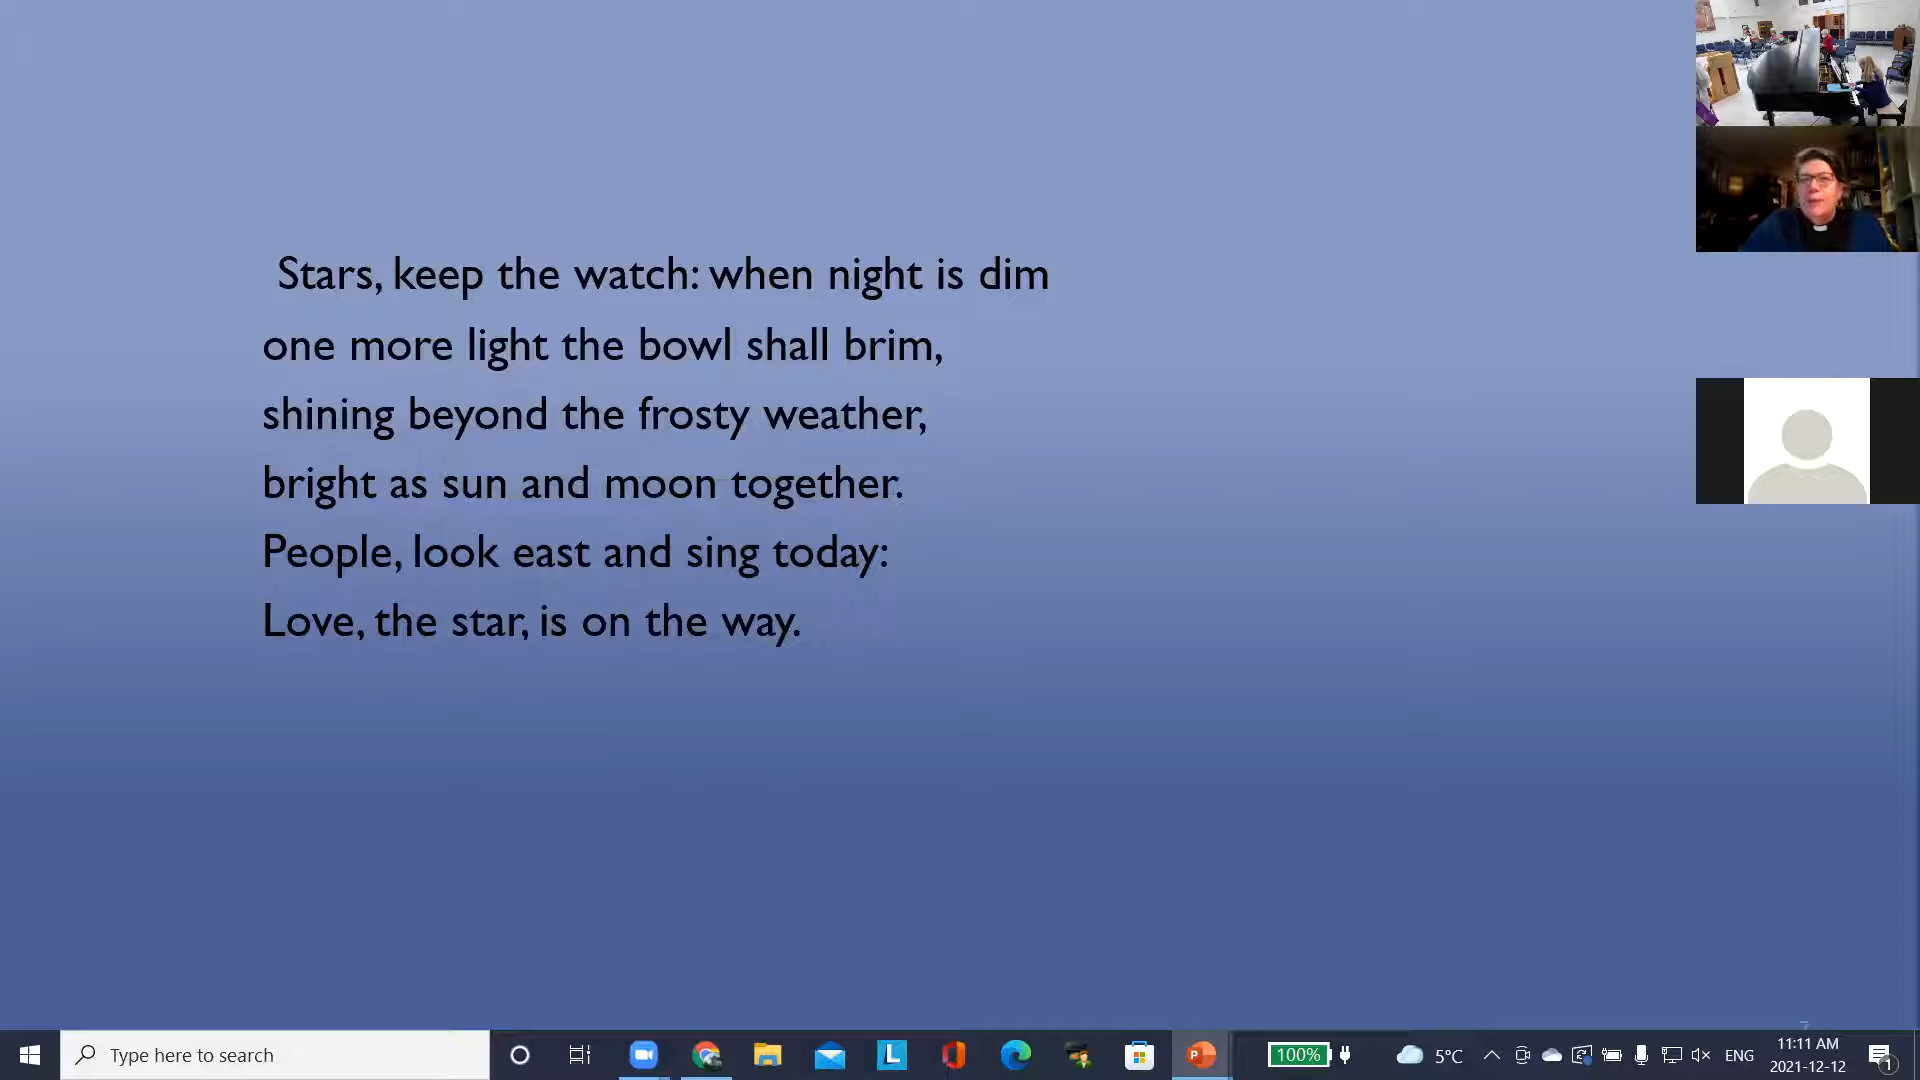 Stars, keep the watch: when night is dim
one more light the bowl shall brim,
shining beyond the frosty weather,
bright as sun and moon together.
People, look east and sing today:
Love, the star, is on the way.
7
Type here to search
L
P
100%
5°C
ENG
11:11 AM
2021-12-12
1